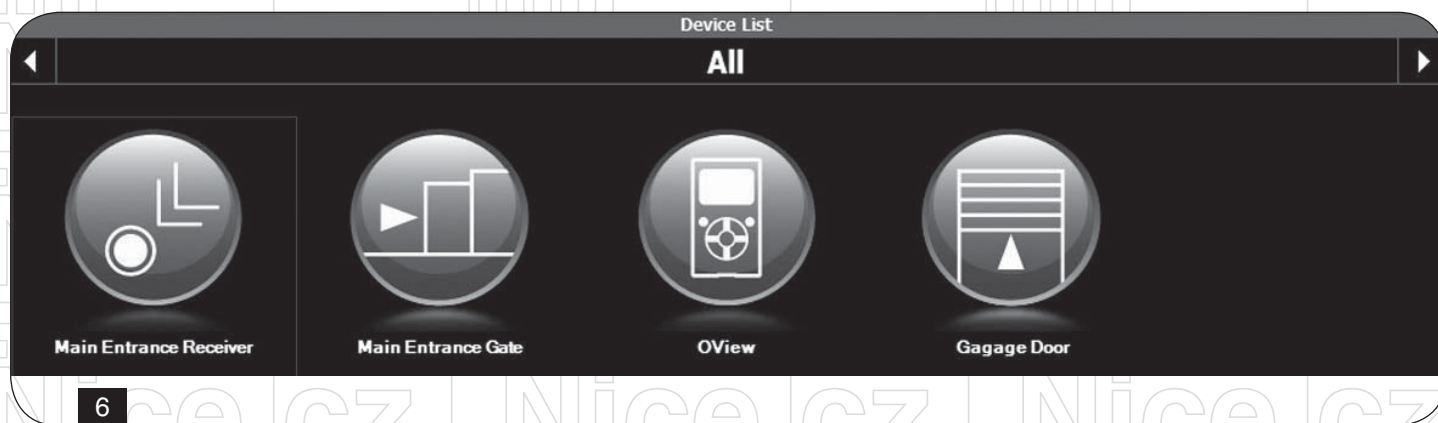 Device List
All
Main Entrance Receiver
Main Entrance Gate
OView
Gagage Door
6
Nice.cz Nice.cz Nice.cz